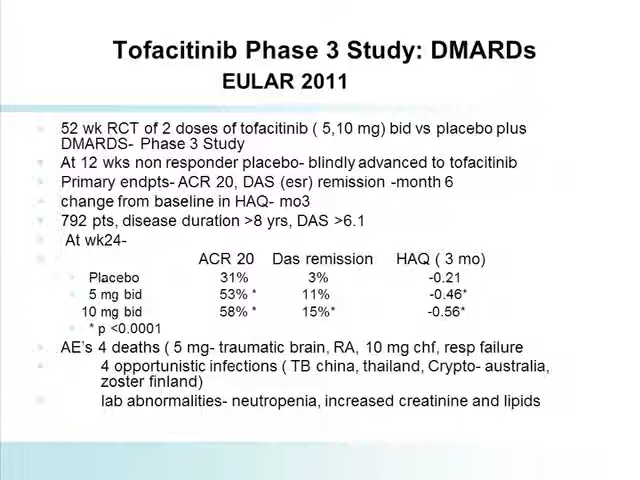 Tofacitinib Phase 3 Study: DMARDs
EULAR 2011
52 wk RCT of 2 doses of tofacitinib ( 5,10 mg) bid vs placebo plus
DMARDS- Phase 3 Study
At 12 wks non responder placebo- blindly advanced to tofacitinib
Primary endpts- ACR 20, DAS (esr) remission -month 6
change from baseline in HAQ- mo3
792 pts, disease duration >8 yrs, DAS >6.1
At wk24-
ACR 20 Das remission HAQ ( 3 mo)
Placebo 31% 3% -0.21
5 mg bid 53% * 11% -0.46*
10 mg bid 58% * 15%* -0.56*
* p <0.0001
AE's 4 deaths ( 5 mg- traumatic brain, RA, 10 mg chf, resp failure
4 opportunistic infections ( TB china, thailand, Crypto- australia,
zoster finland)
lab abnormalities- neutropenia, increased creatinine and lipids